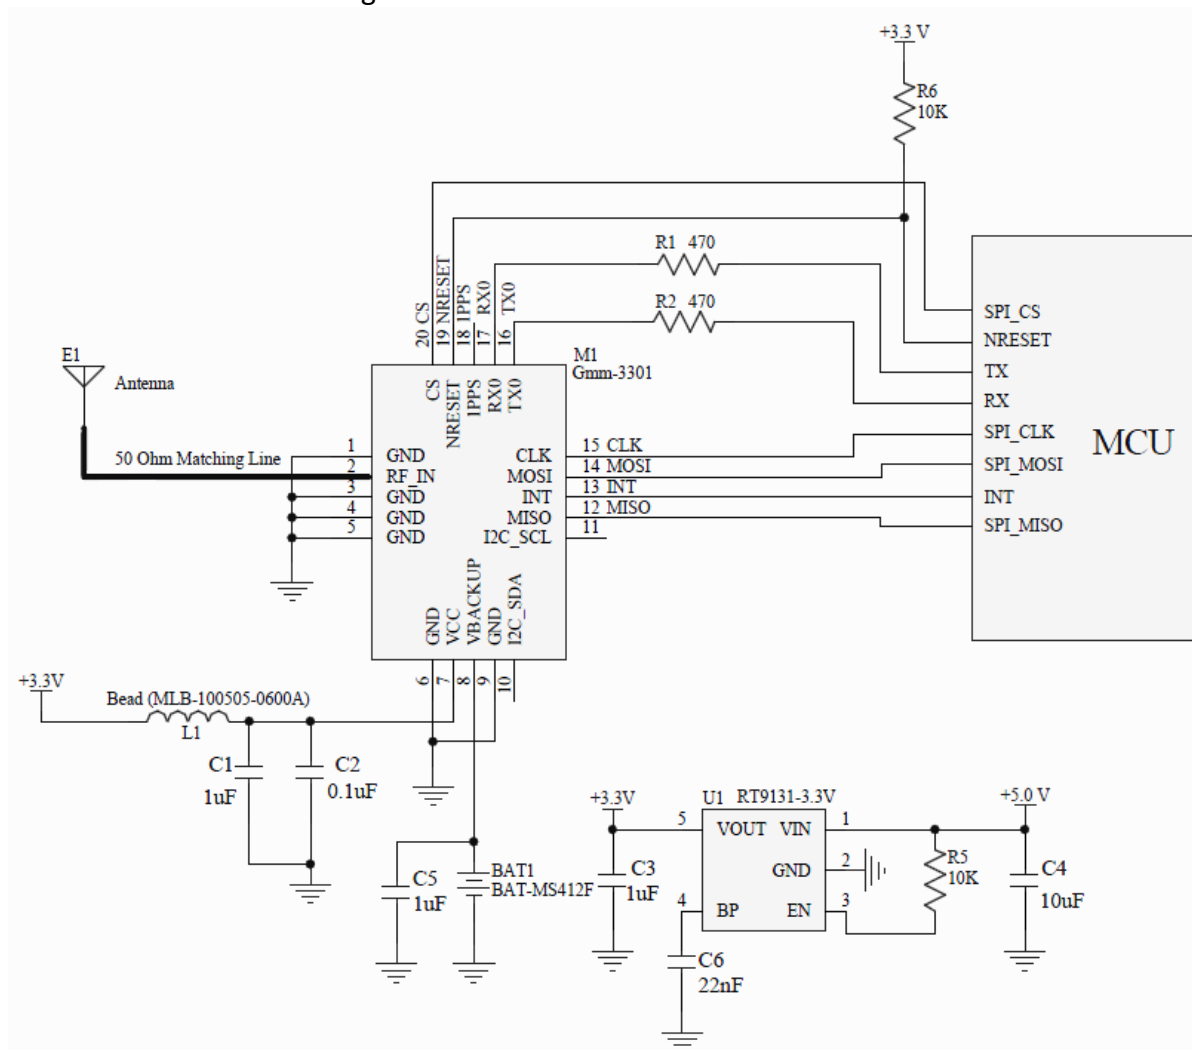 g
+3.3 V
R6
10K
R1 470
R2 470
20 CS
19 NRESET
18 1PPS
17 RX0
16 TX0
M1
Gmm-3301
E1
Antenna
50 Ohm Matching Line
CS
NRESET
1PPS
RX0
TX0
1 GND
2 RF_IN
3 GND
4 GND
5 GND
CLK 15 CLK
MOSI 14 MOSI
INT 13 INT
MISO 12 MISO
I2C_SCL 11
GND
VCC
VBACKUP
GND
I2C_SDA
6
7
8
9
10
SPI_CS
NRESET
TX
RX
SPI_CLK
SPI_MOSI
INT
SPI_MISO
MCU
+3.3V
Bead (MLB-100505-0600A)
L1
C1
1uF
C2
0.1uF
C5
1uF
BAT1
BAT-MS412F
+3.3V
U1 RT9131-3.3V
+5.0 V
5 VOUT VIN 1
GND 2
4 BP EN 3
C3
1uF
R5
10K
C4
10uF
C6
22nF